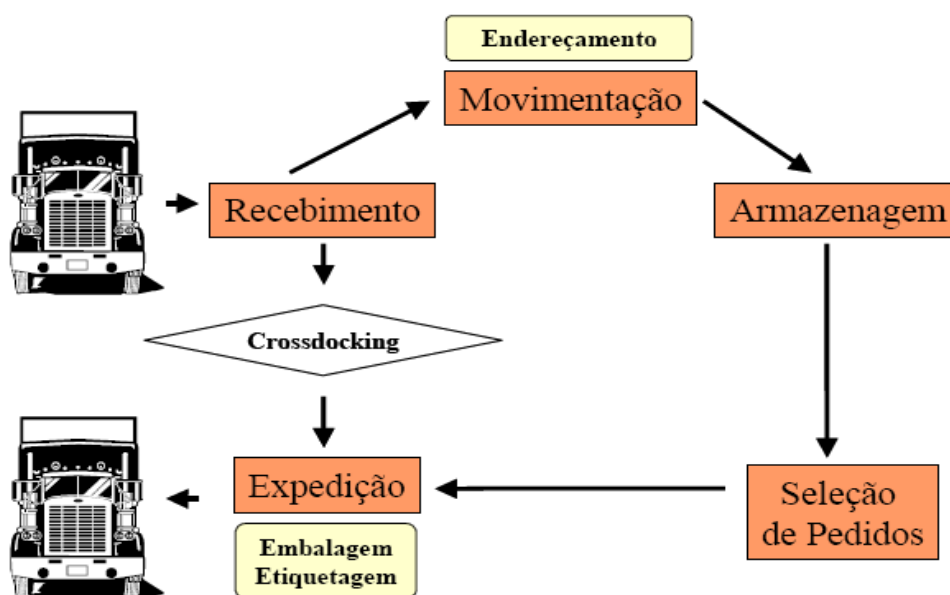 Endereçamento
Movimentação
Recebimento
Armazenagem
Crossdocking
Expedição
Seleção
de Pedidos
Embalagem
Etiquetagem